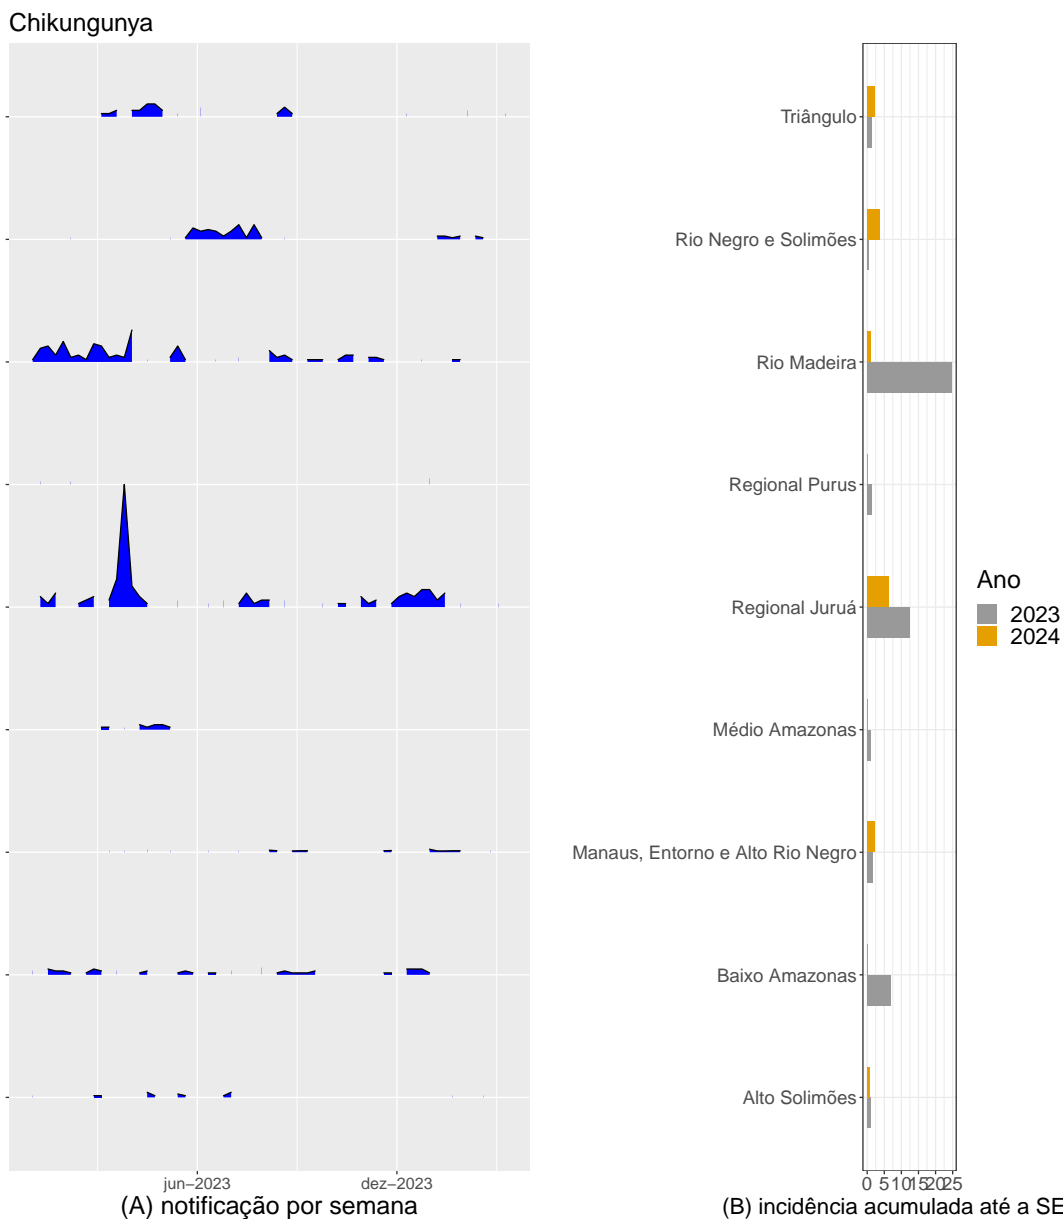 Chikungunya
Triângulo
Rio Negro e Solimões
Rio Madeira
Regional Purus
Regional Juruá
Médio Amazonas
Manaus, Entorno e Alto Rio Negro
Baixo Amazonas
Alto Solimões
Ano
2023
2024
jun−2023
dez−2023
0 5 10 15 20 25
(A) notificação por semana
(B) incidência acumulada até a SE